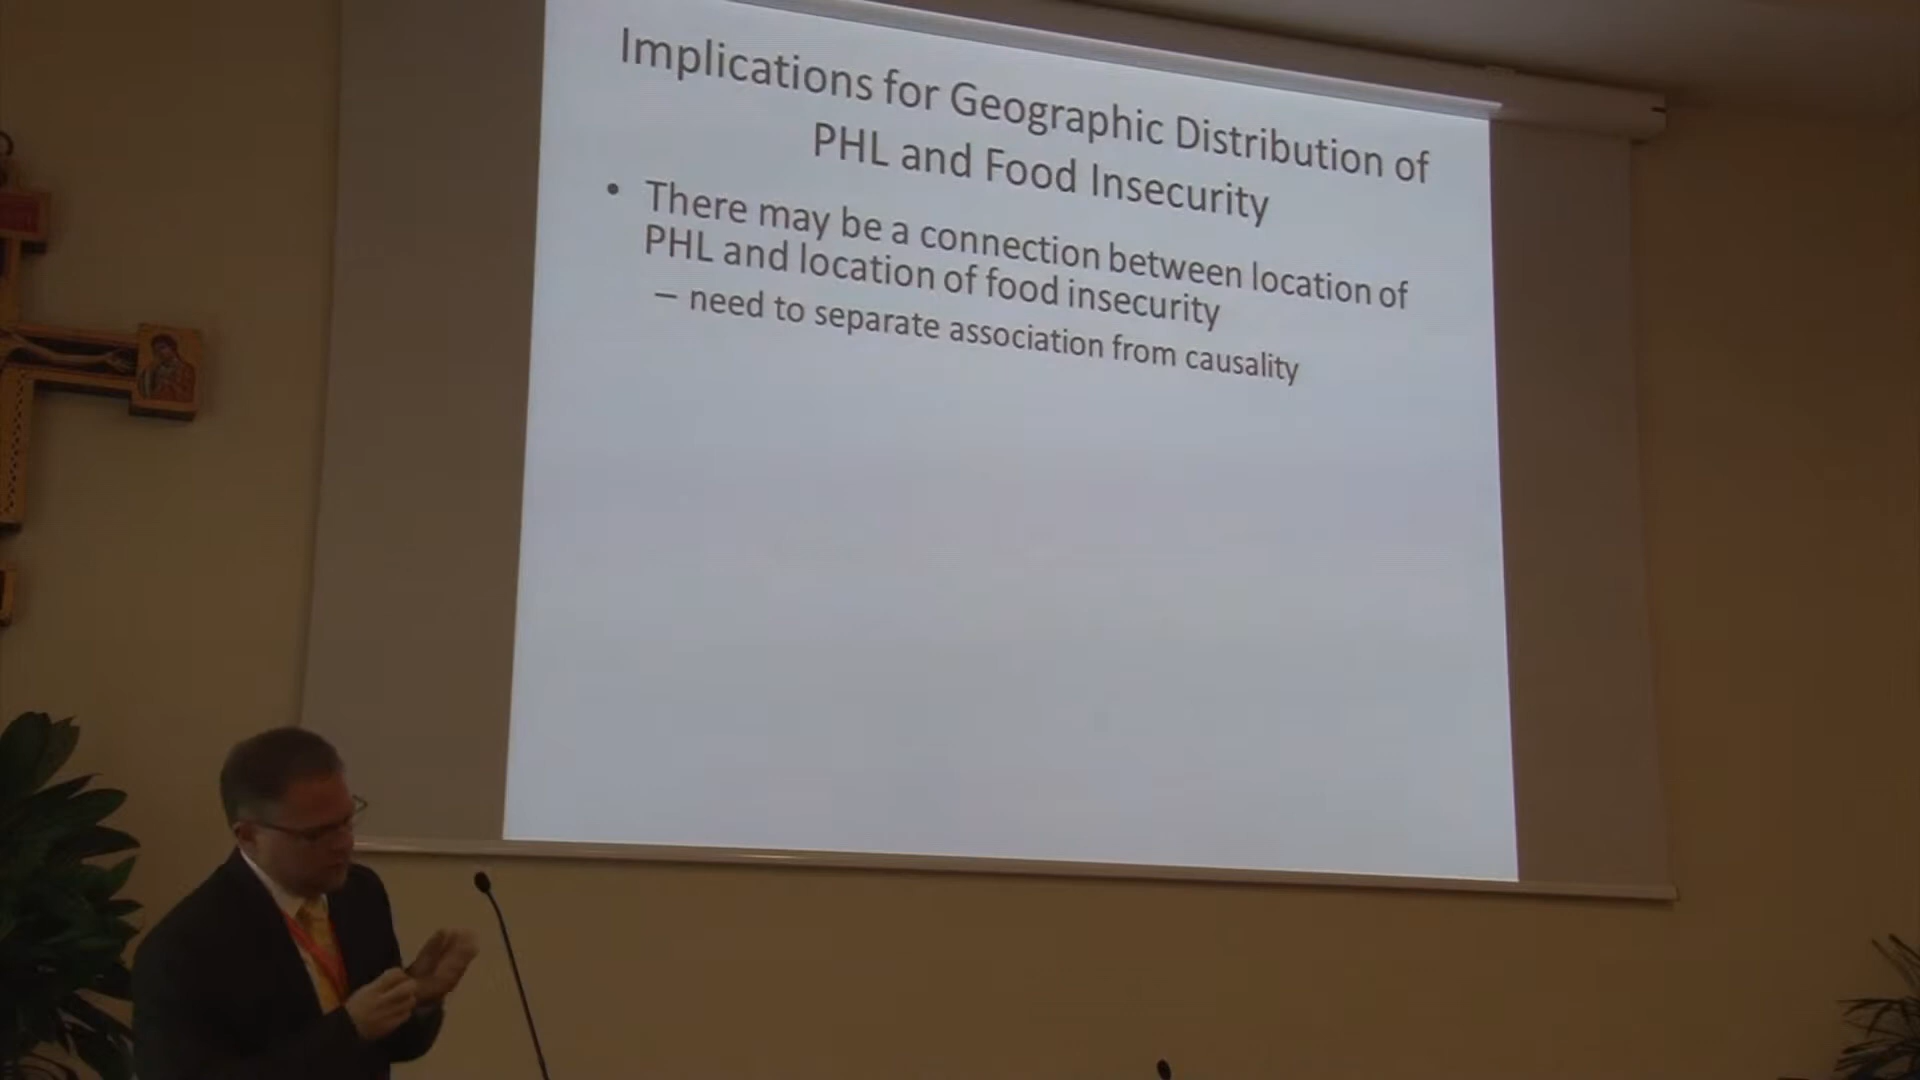 Implications for Geographic Distribution of
PHL and Food Insecurity
• There may be a connection between location of
PHL and location of food insecurity
– need to separate association from causality